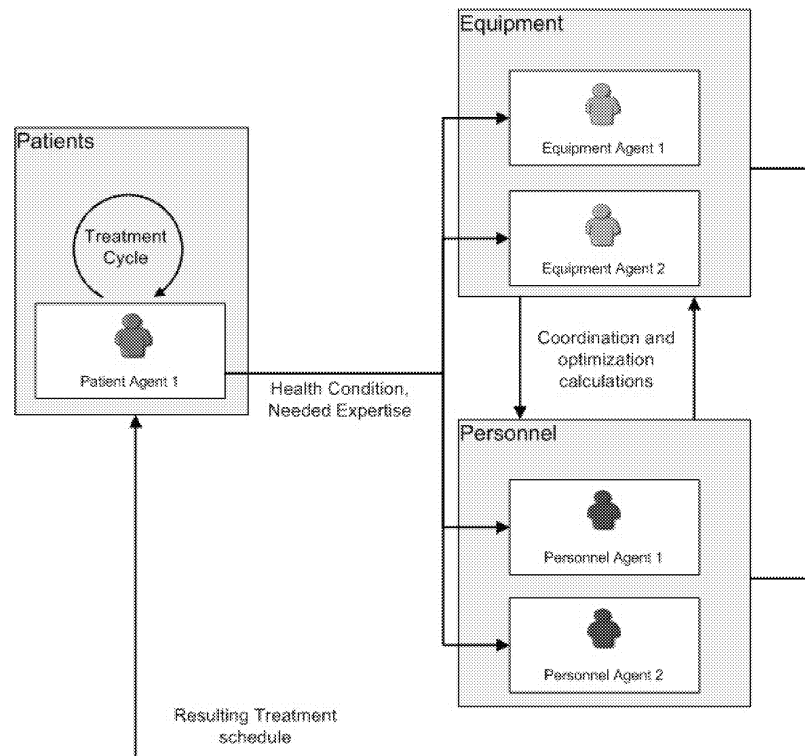 Equipment
Equipment Agent 1
Equipment Agent 2
Patients
Treatment
Cycle
Patient Agent 1
Health Condition,
Needed Expertise
Coordination and
optimization
calculations
Personnel
Personnel Agent 1
Personnel Agent 2
Resulting Treatment
schedule